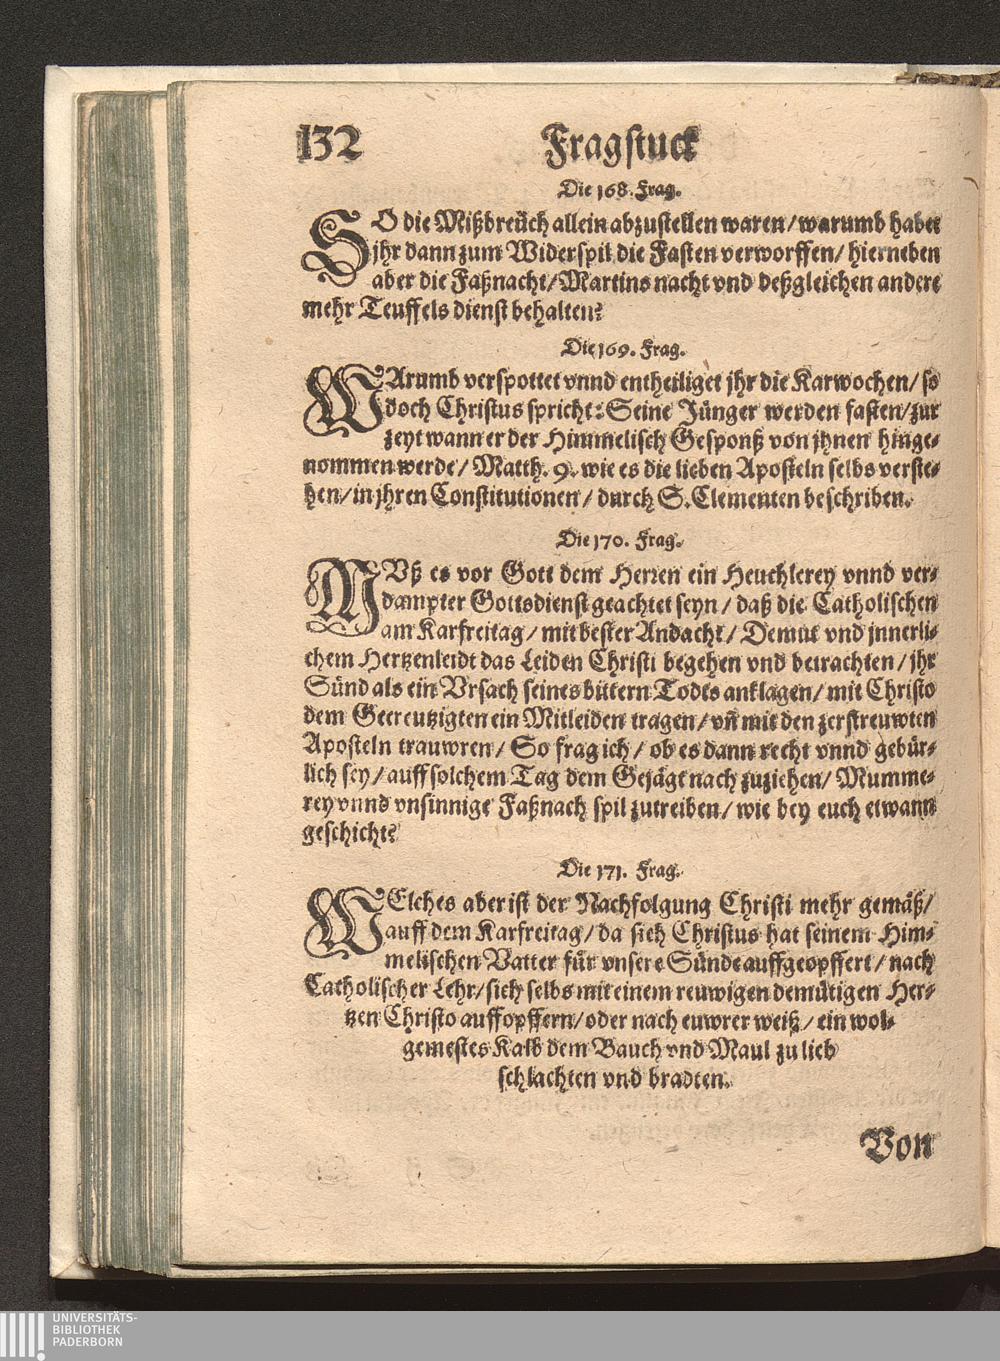 132 Fragstuck
Die 168. Frag.
SO die Mißbreüch allein abzustellen waren/ warumb habet
jhr dann zum Widerspil die Fasten verworffen/ hierneben
aber die Faßnacht/ Martins nacht vnd deßgleichen andere
mehr Teuffels dienst behalten?
Die 169. Frag.
WArumb verspottet vnnd entheiliget jhr die Karwochen/ so
doch Christus spricht: Seine Jünger werden fasten/ zur
zeyt wann er der Himmelisch Gesponß von jhnen hinge-
nommen werde/ Matth. 9. wie es die lieben Aposteln selbs verste-
hen/ in jhren Constitutionen/ durch S. Clementen beschriben.
Die 170. Frag.
MVß es vor Gott dem Herren ein Heuchlerey vnnd ver-
dampter Gottsdienst geachtet seyn/ daß die Catholischen
am Karfreitag/ mit bester Andacht/ Demut vnd jnnerli-
chem Hertzenleidt das Leiden Christi begehen vnd betrachten/ jhr
Sünd als ein Vrsach seines bittern Todts anklagen/ mit Christo
dem Gecreutzigten ein Mitleiden tragen/ vñ mit den zerstreuwten
Aposteln trauwren/ So frag ich/ ob es dann recht vnnd gebür-
lich sey/ auff solchem Tag dem Gejägt nach zuziehen/ Mumme-
rey vnnd vnsinnige Faßnach spil zutreiben/ wie bey euch etwann
geschicht?
Die 171. Frag.
WElches aber ist der Nachfolgung Christi mehr gemäß/
auff dem Karfreitag/ da sich Christus hat seinem Him-
melischen Vatter für vnsere Sünde auffgeopffert/ nach
Catholischer Lehr/ sich selbs mit einem reuwigen demütigen Her-
tzen Christo auffopffern/ oder nach euwrer weiß/ ein wol-
gemestes Kalb dem Bauch vnd Maul zu lieb
schlachten vnd bradten.
Von
UNIVERSITÄTS-
BIBLIOTHEK
PADERBORN